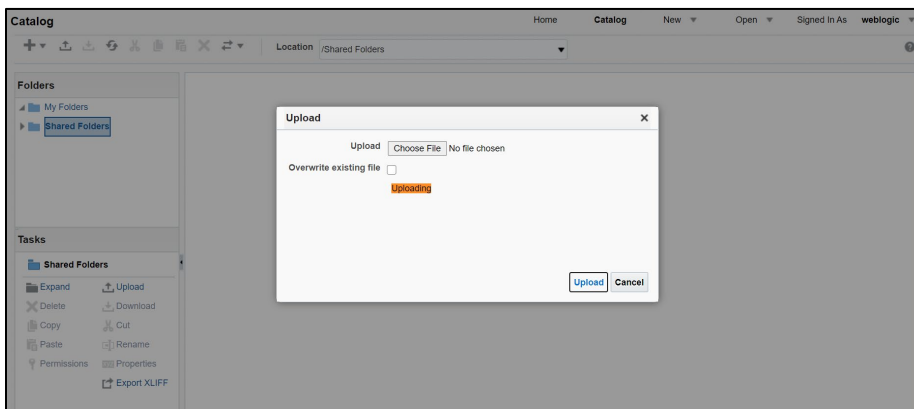 Catalog Home Catalog New Open Signed In As weblogic
Location /Shared Folders
Folders
My Folders
Shared Folders
Upload
Upload Choose File No file chosen
Overwrite existing file
Uploading
Upload Cancel
Tasks
Shared Folders
Expand Upload
Delete Download
Copy Cut
Paste Rename
Permissions Properties
Export XLIFF